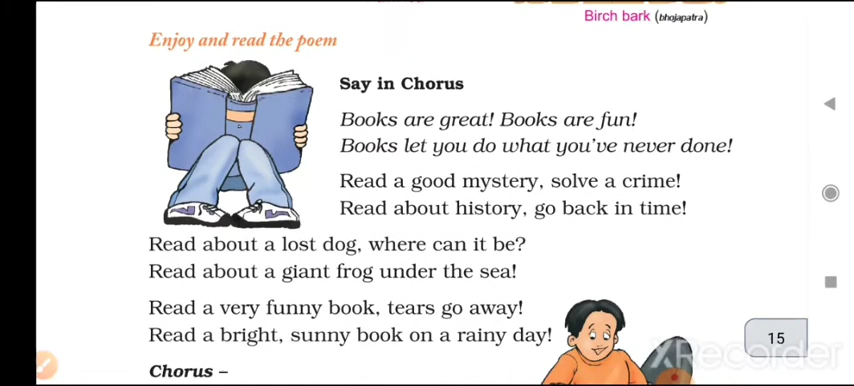 Birch bark (bhojapatra)
Enjoy and read the poem
Say in Chorus
Books are great! Books are fun!
Books let you do what you've never done!
Read a good mystery, solve a crime!
Read about history, go back in time!
Read about a lost dog, where can it be?
Read about a giant frog under the sea!
Read a very funny book, tears go away!
Read a bright, sunny book on a rainy day!
15
XRecorder
Chorus –